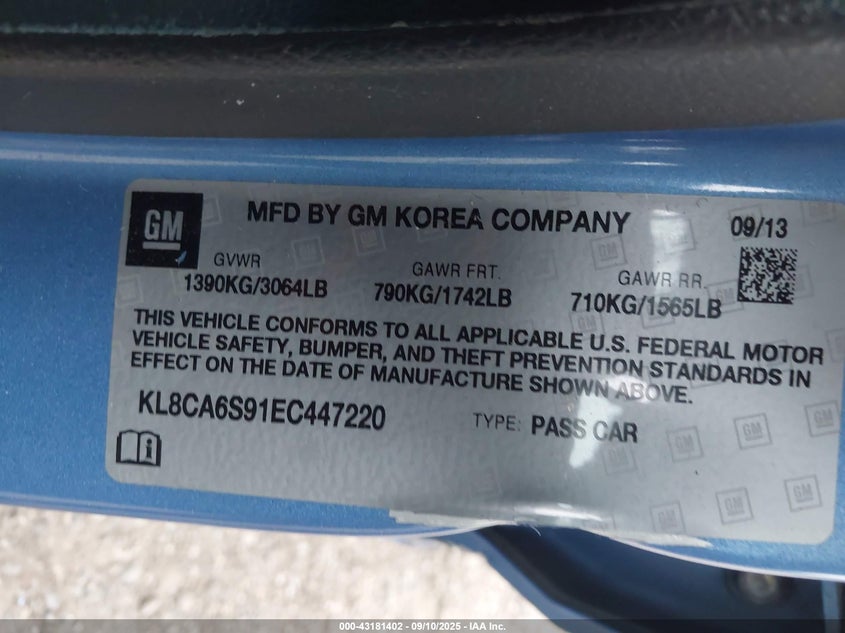 GM
MFD BY GM KOREA COMPANY
09/13
GVWR
1390KG/3064LB
GAWR FRT.
790KG/1742LB
GAWR RR.
710KG/1565LB
THIS VEHICLE CONFORMS TO ALL APPLICABLE U.S. FEDERAL MOTOR
VEHICLE SAFETY, BUMPER, AND THEFT PREVENTION STANDARDS IN
EFFECT ON THE DATE OF MANUFACTURE SHOWN ABOVE.
KL8CA6S91EC447220
TYPE: PASS CAR
000-43181402 - 09/10/2025 - IAA Inc.